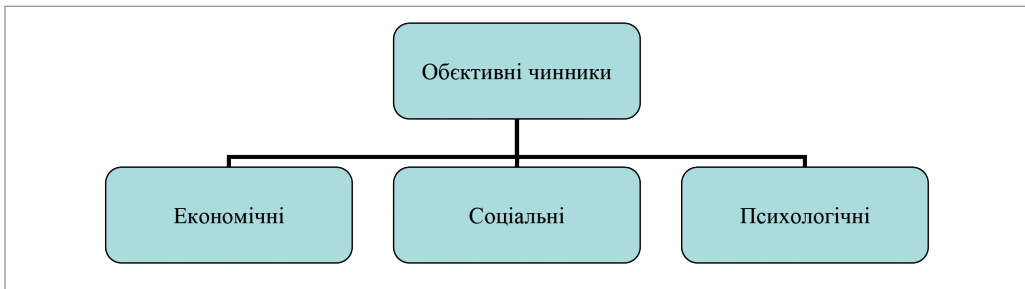 Обєктивні чинники
Економічні
Соціальні
Психологічні